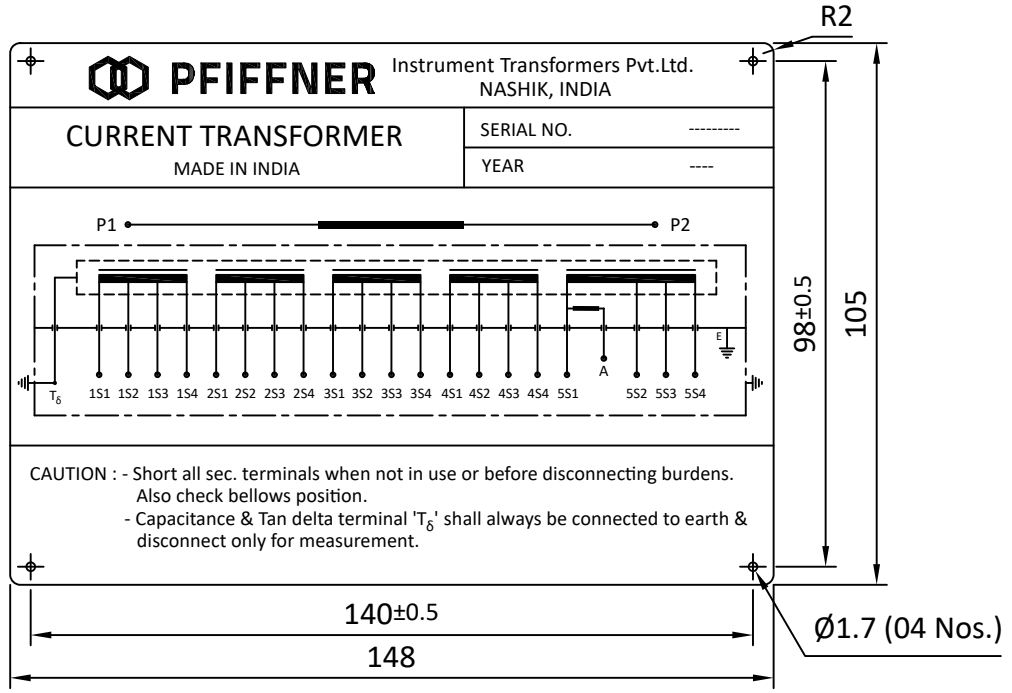 R2
PFIFFNER Instrument Transformers Pvt.Ltd.
NASHIK, INDIA
CURRENT TRANSFORMER
MADE IN INDIA
SERIAL NO. ---------
YEAR ----
P1 P2
E
A
Tδ 1S1 1S2 1S3 1S4 2S1 2S2 2S3 2S4 3S1 3S2 3S3 3S4 4S1 4S2 4S3 4S4 5S1 5S2 5S3 5S4
98±0.5
105
CAUTION : - Short all sec. terminals when not in use or before disconnecting burdens.
Also check bellows position.
- Capacitance & Tan delta terminal 'Tδ' shall always be connected to earth &
disconnect only for measurement.
140±0.5
148
Ø1.7 (04 Nos.)